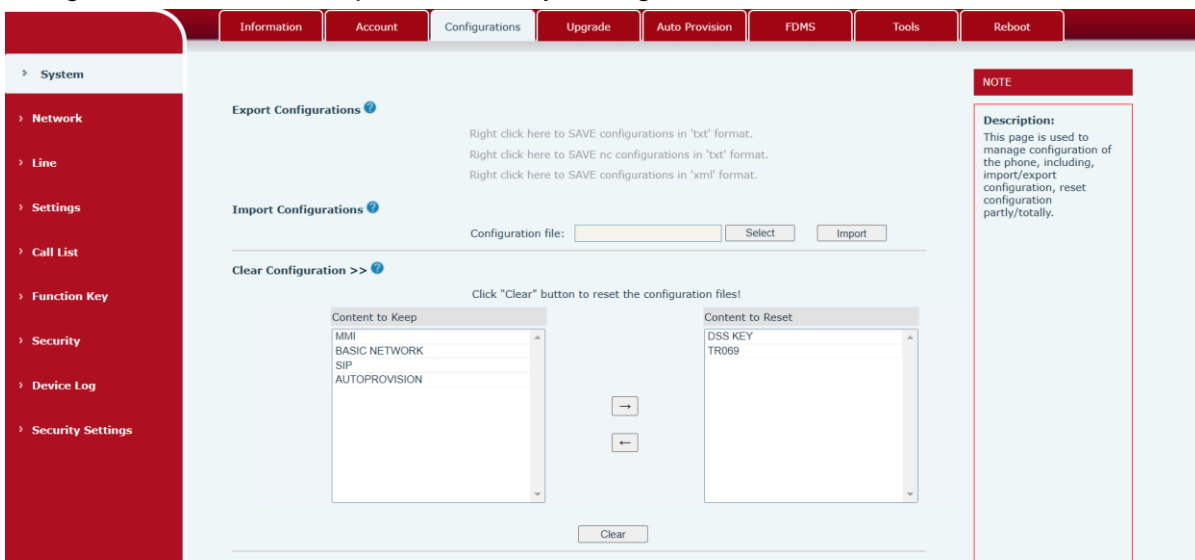 Information Account Configurations Upgrade Auto Provision FDMS Tools Reboot
› System
› Network
› Line
› Settings
› Call List
› Function Key
› Security
› Device Log
› Security Settings
Export Configurations ?
Right click here to SAVE configurations in 'txt' format.
Right click here to SAVE nc configurations in 'txt' format.
Right click here to SAVE configurations in 'xml' format.
Import Configurations ?
Configuration file: Select Import
Clear Configuration >> ?
Click "Clear" button to reset the configuration files!
Content to Keep
MMI
BASIC NETWORK
SIP
AUTOPROVISION
→
←
Content to Reset
DSS KEY
TR069
Clear
NOTE
Description:
This page is used to
manage configuration of
the phone, including,
import/export
configuration, reset
configuration
partly/totally.